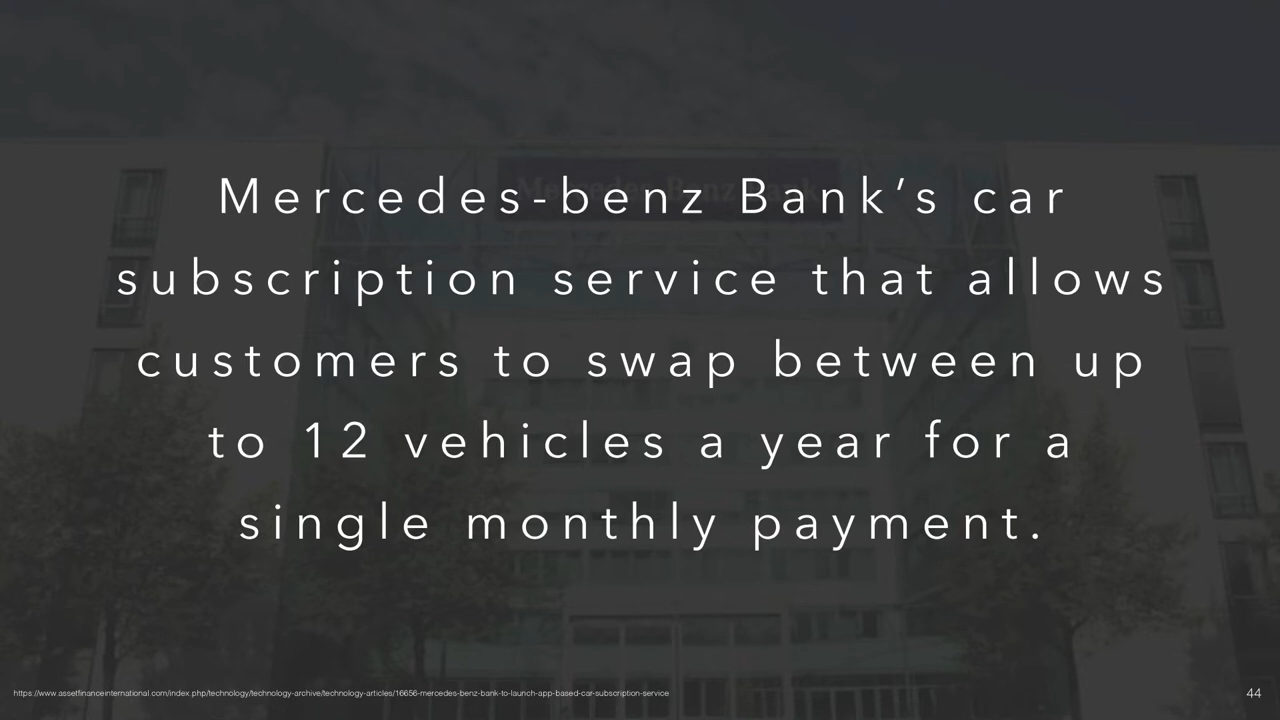 Mercedes-benz Bank’s car
subscription service that allows
customers to swap between up
to 12 vehicles a year for a
single monthly payment.
https://www.assetfinanceinternational.com/index.php/technology/technology-archive/technology-articles/16656-mercedes-benz-bank-to-launch-app-based-car-subscription-service
44